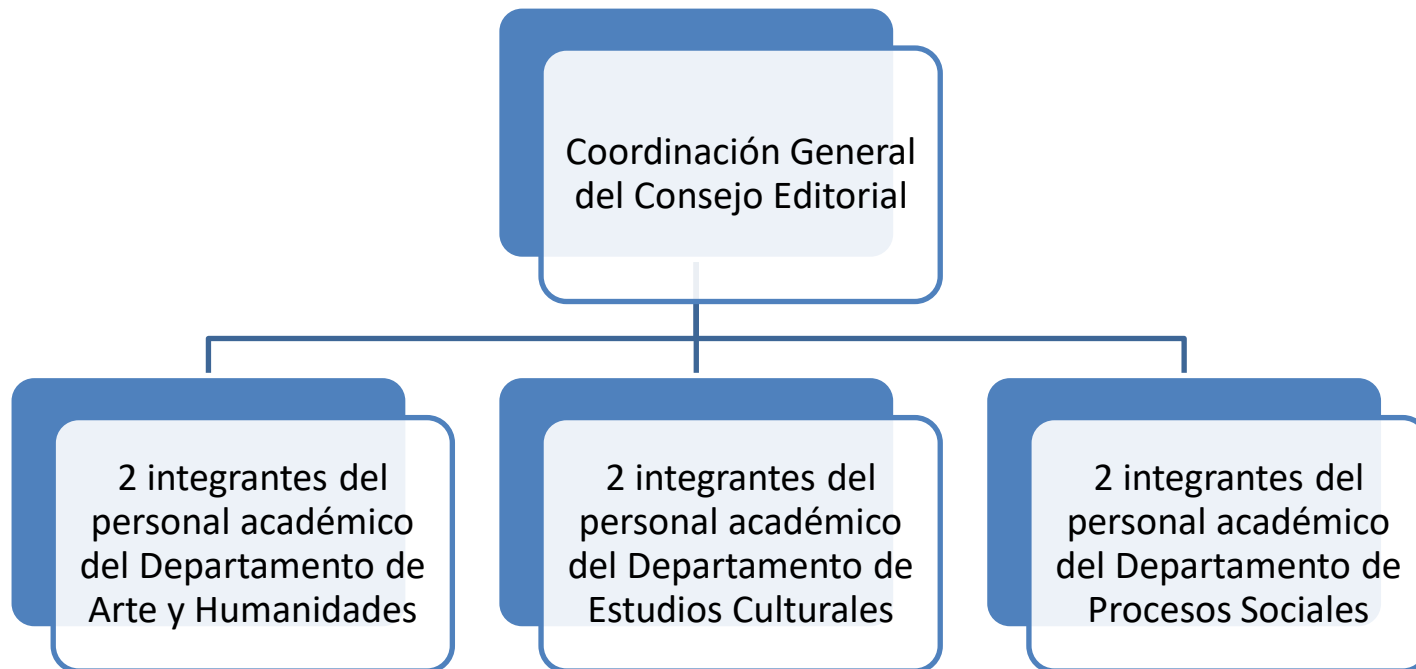 Coordinación General
del Consejo Editorial
2 integrantes del
personal académico
del Departamento de
Arte y Humanidades
2 integrantes del
personal académico
del Departamento de
Estudios Culturales
2 integrantes del
personal académico
del Departamento de
Procesos Sociales